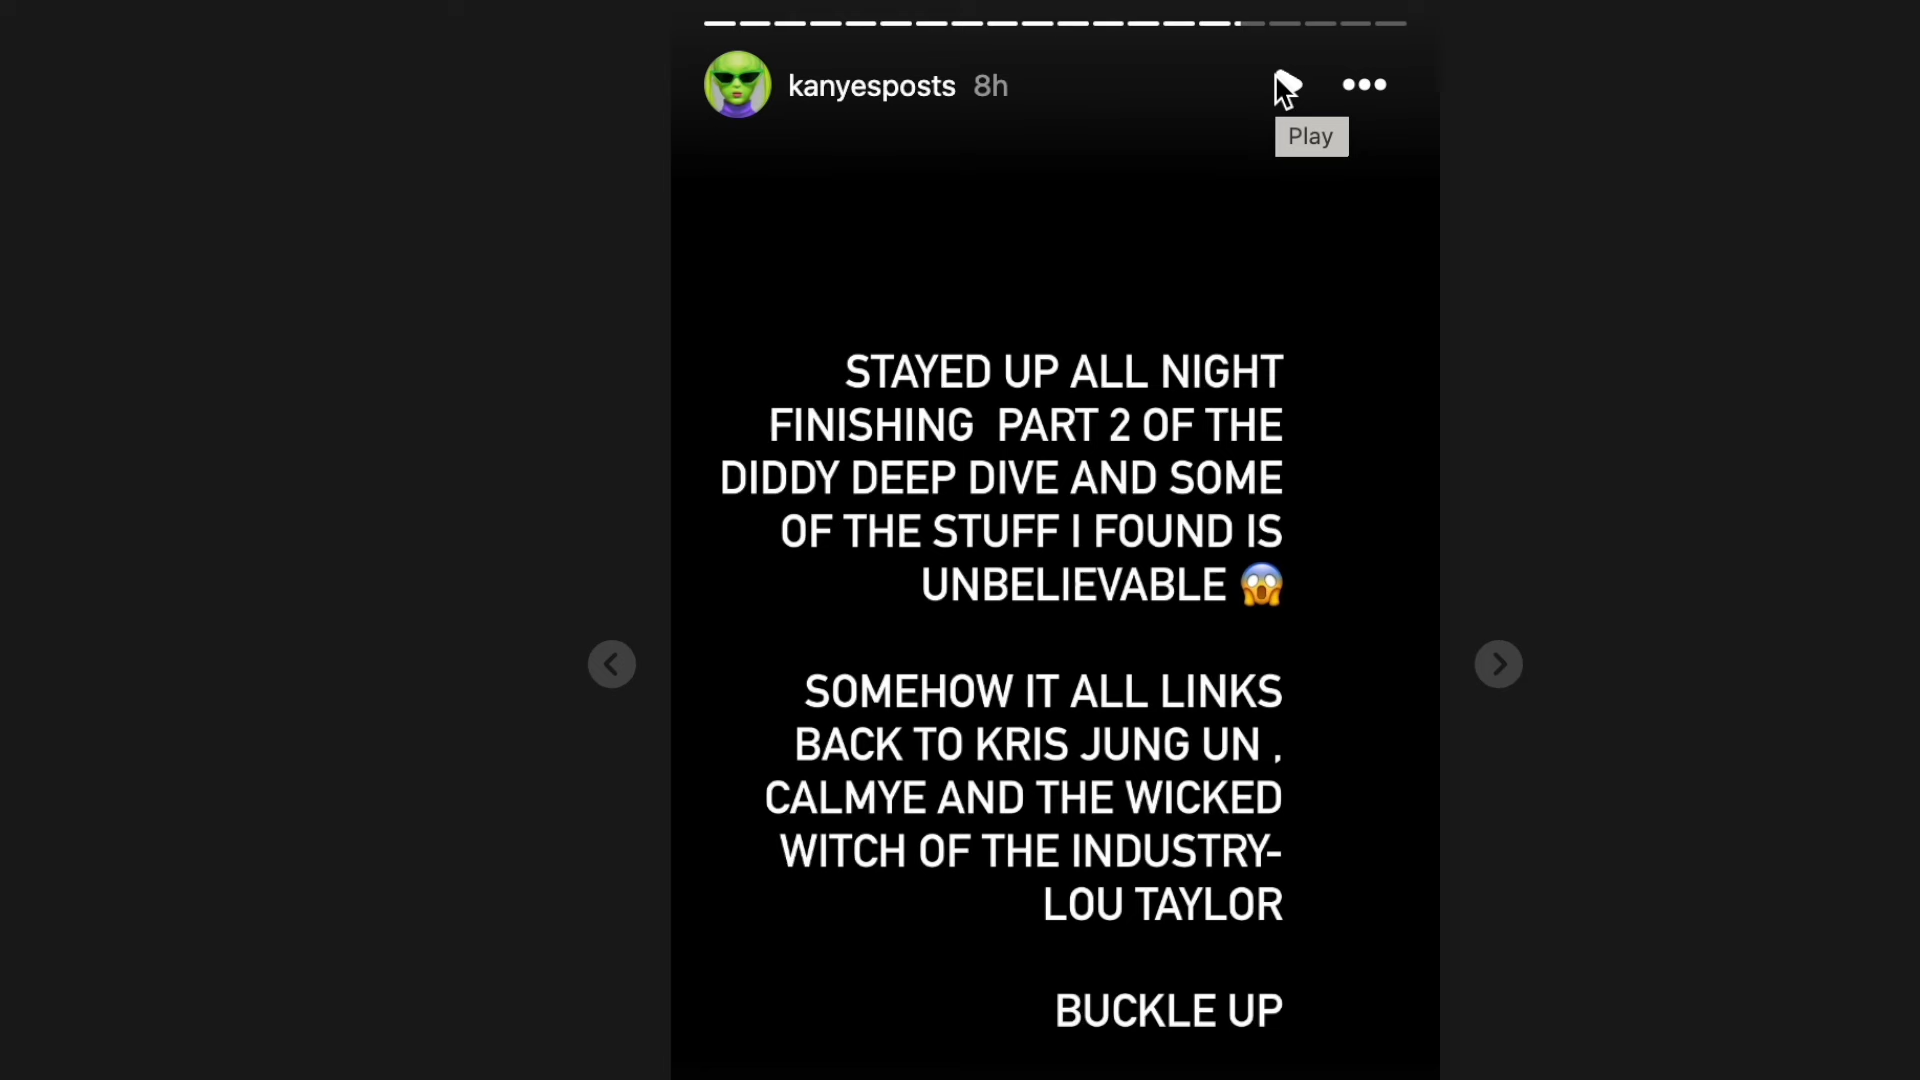 kanyesposts 8h
Play
STAYED UP ALL NIGHT
FINISHING PART 2 OF THE
DIDDY DEEP DIVE AND SOME
OF THE STUFF I FOUND IS
UNBELIEVABLE 😱
SOMEHOW IT ALL LINKS
BACK TO KRIS JUNG UN ,
CALMYE AND THE WICKED
WITCH OF THE INDUSTRY-
LOU TAYLOR
BUCKLE UP